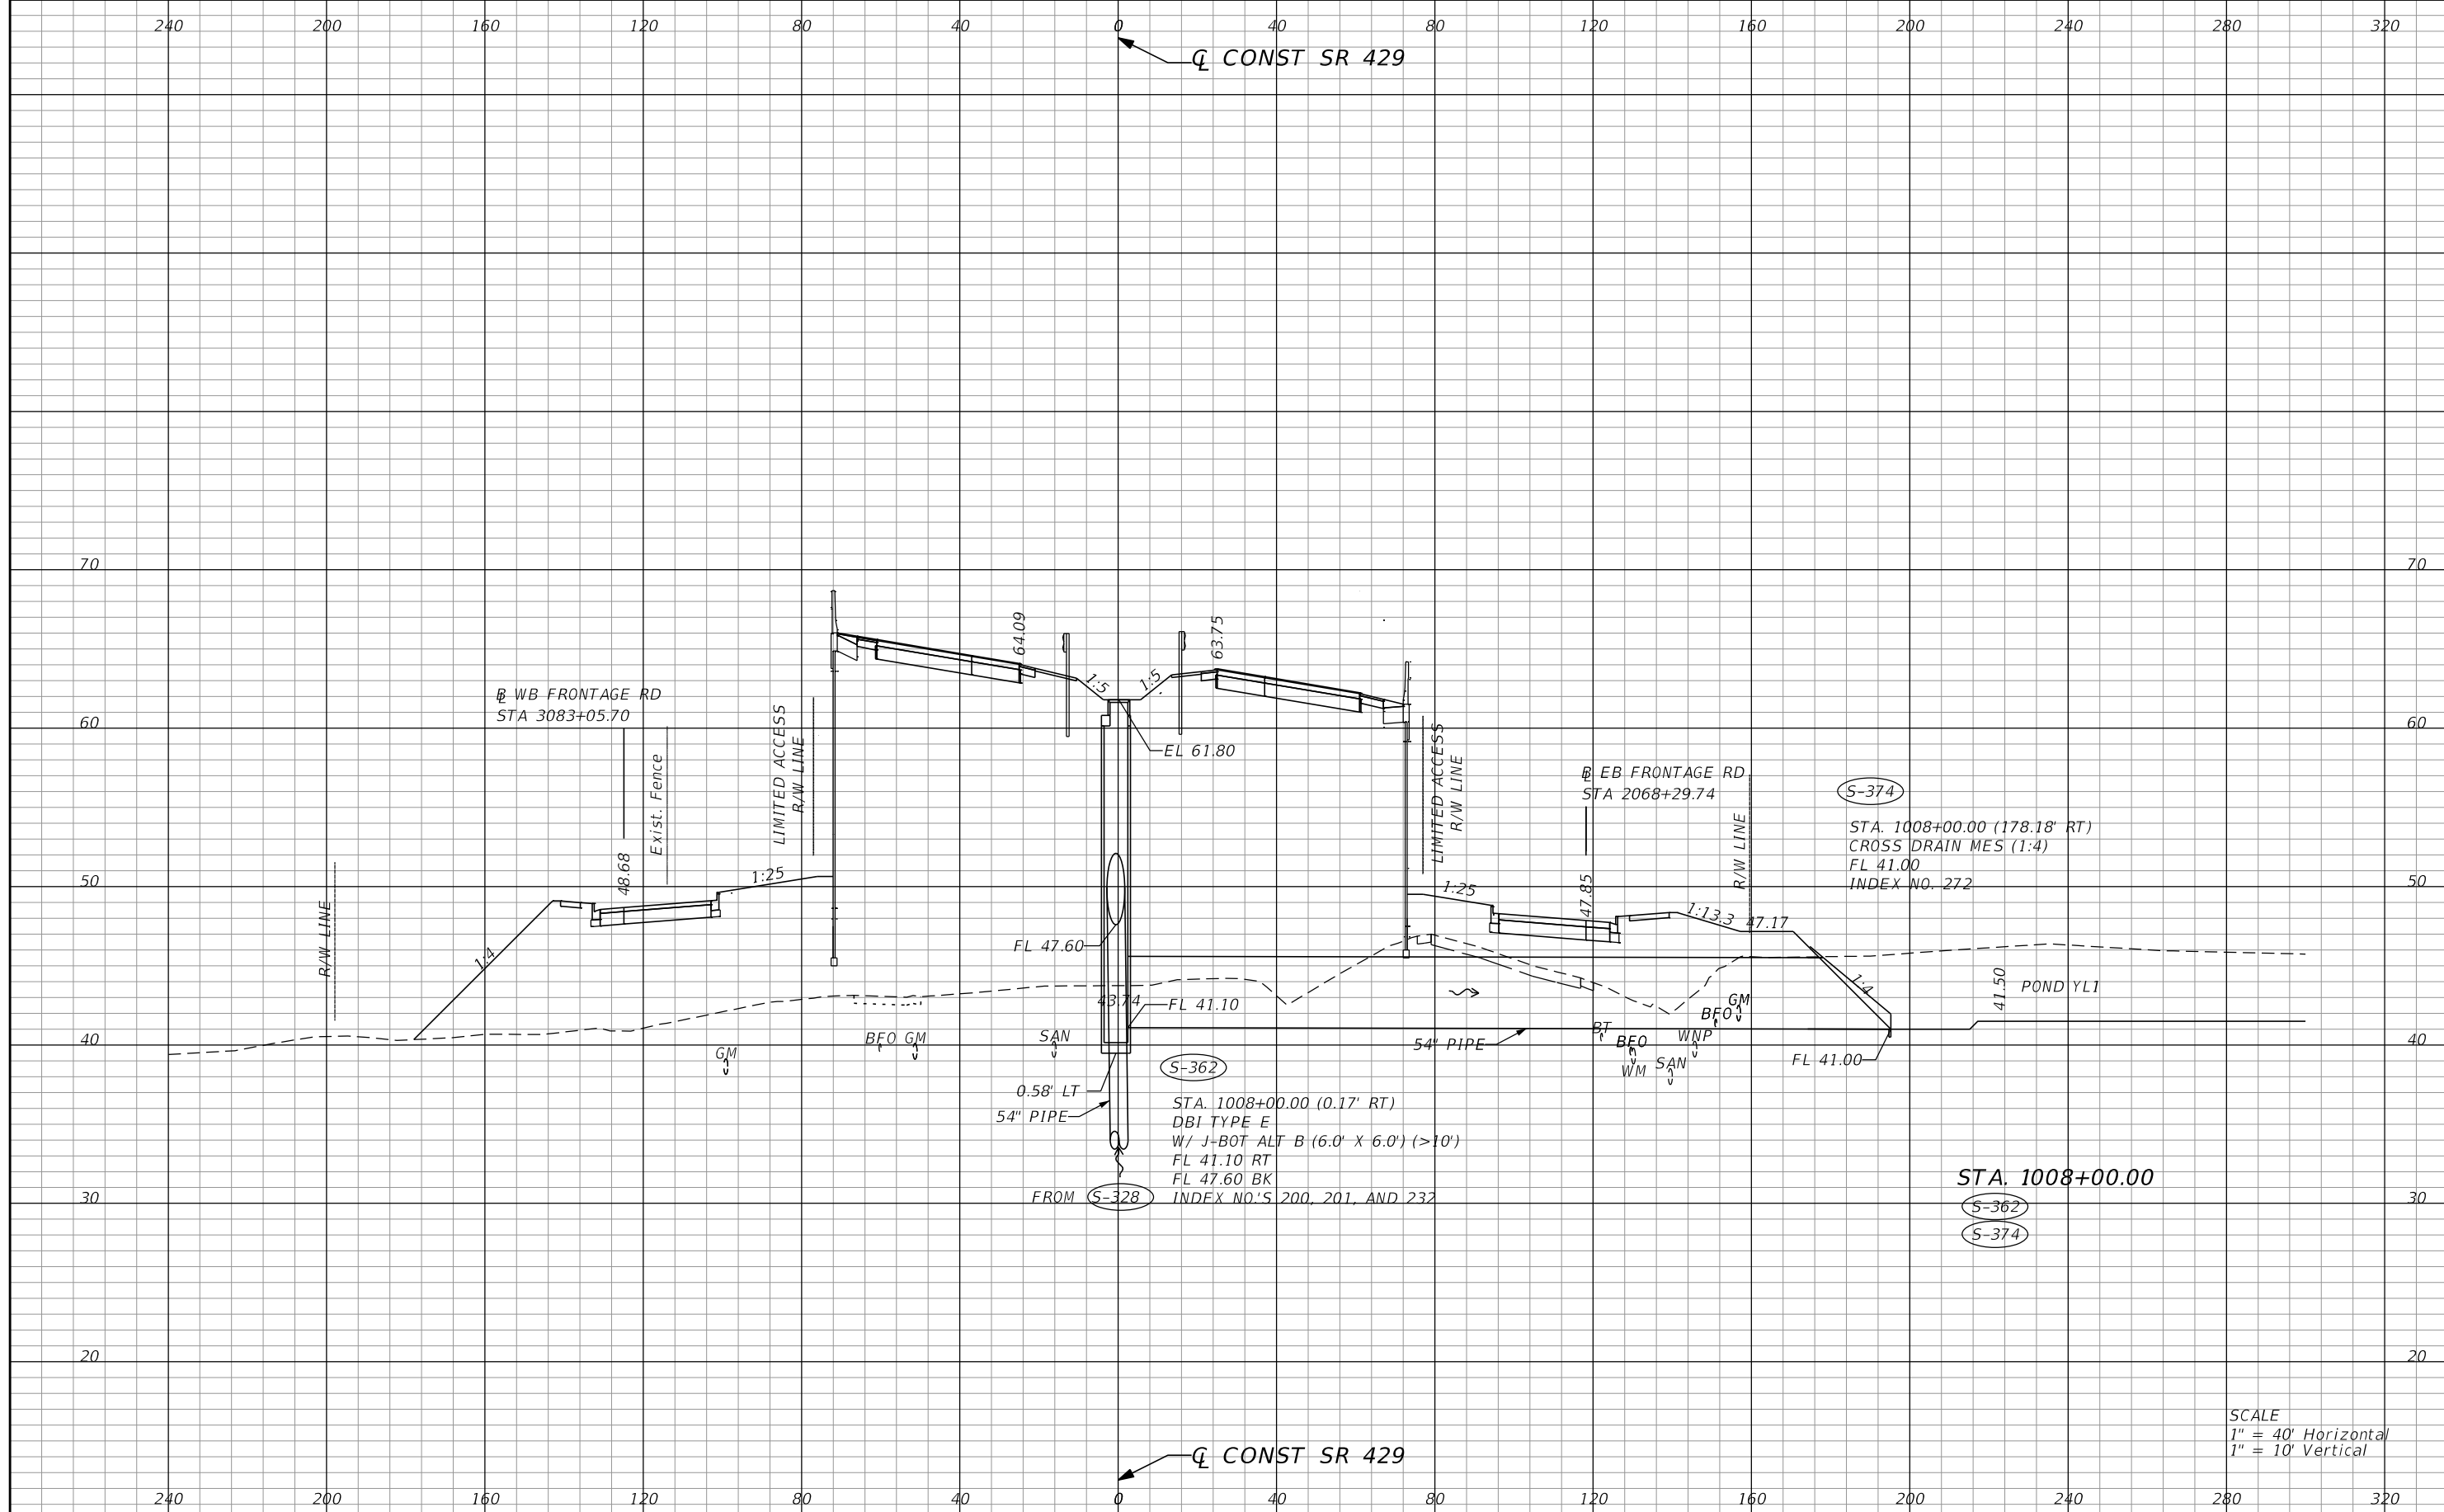 240 200 160 120 80 40 0 40 80 120 160 200 240 280 320
℄ CONST SR 429
70 70
64.09
63.75
1:5
1:5
℄ WB FRONTAGE RD
STA 3083+05.70
60 60
LIMITED ACCESS
R/W LINE
Exist. Fence
EL 61.80
LIMITED ACCESS
R/W LINE
℄ EB FRONTAGE RD
STA 2068+29.74
S-374
STA. 1008+00.00 (178.18' RT)
CROSS DRAIN MES (1:4)
FL 41.00
INDEX NO. 272
R/W LINE
50 50
48.68
1:25
1:25
47.85
1:13.3
47.17
R/W LINE
1:4
FL 47.60
1:4
41.50
POND YL1
43.74
FL 41.10
GM
BFO
BT
WNP
40 40
GM
BFO GM
SAN
54" PIPE
BFO
WM
SAN
FL 41.00
S-362
0.58' LT
54" PIPE
STA. 1008+00.00 (0.17' RT)
DBI TYPE E
W/ J-BOT ALT B (6.0' X 6.0') (>10')
FL 41.10 RT
FL 47.60 BK
INDEX NO.'S 200, 201, AND 232
FROM S-328
30 30
STA. 1008+00.00
S-362
S-374
20 20
SCALE
1" = 40' Horizontal
1" = 10' Vertical
℄ CONST SR 429
240 200 160 120 80 40 0 40 80 120 160 200 240 280 320